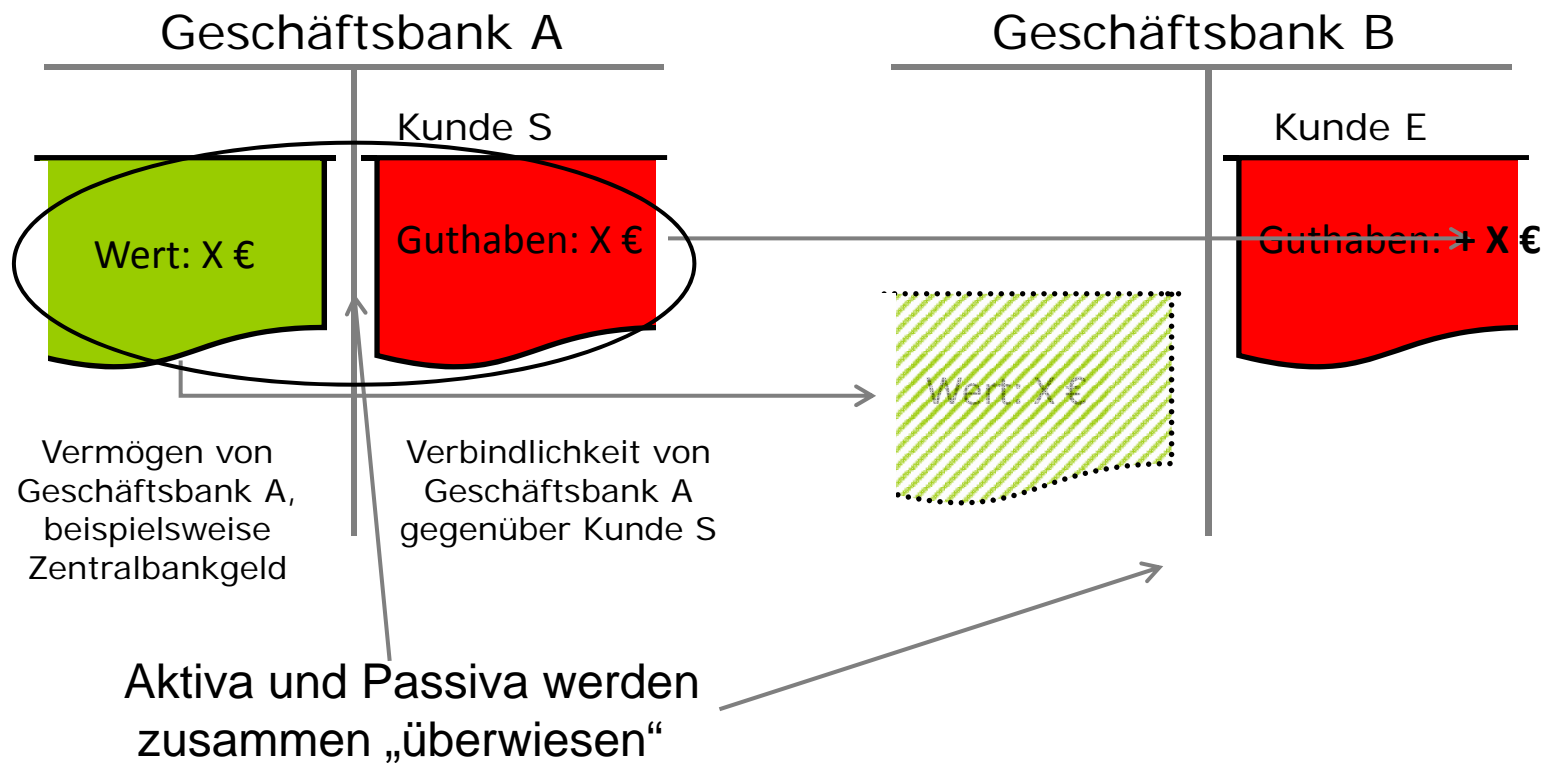 Geschäftsbank A
Geschäftsbank B
Kunde S
Kunde E
Wert: X €
Guthaben: X €
Guthaben: + X €
Wert: X €
Vermögen von
Geschäftsbank A,
beispielsweise
Zentralbankgeld
Verbindlichkeit von
Geschäftsbank A
gegenüber Kunde S
Aktiva und Passiva werden
zusammen „überwiesen“